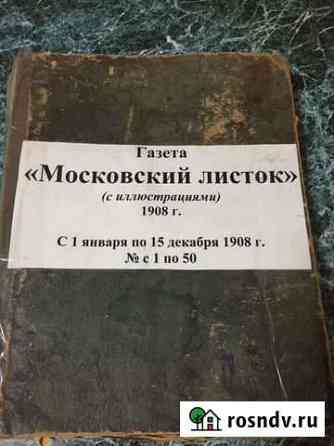 Газета
«Московский листок»
(с иллюстрациями)
1908 г.
С 1 января по 15 декабря 1908 г.
№ с 1 по 50
rosndv.ru